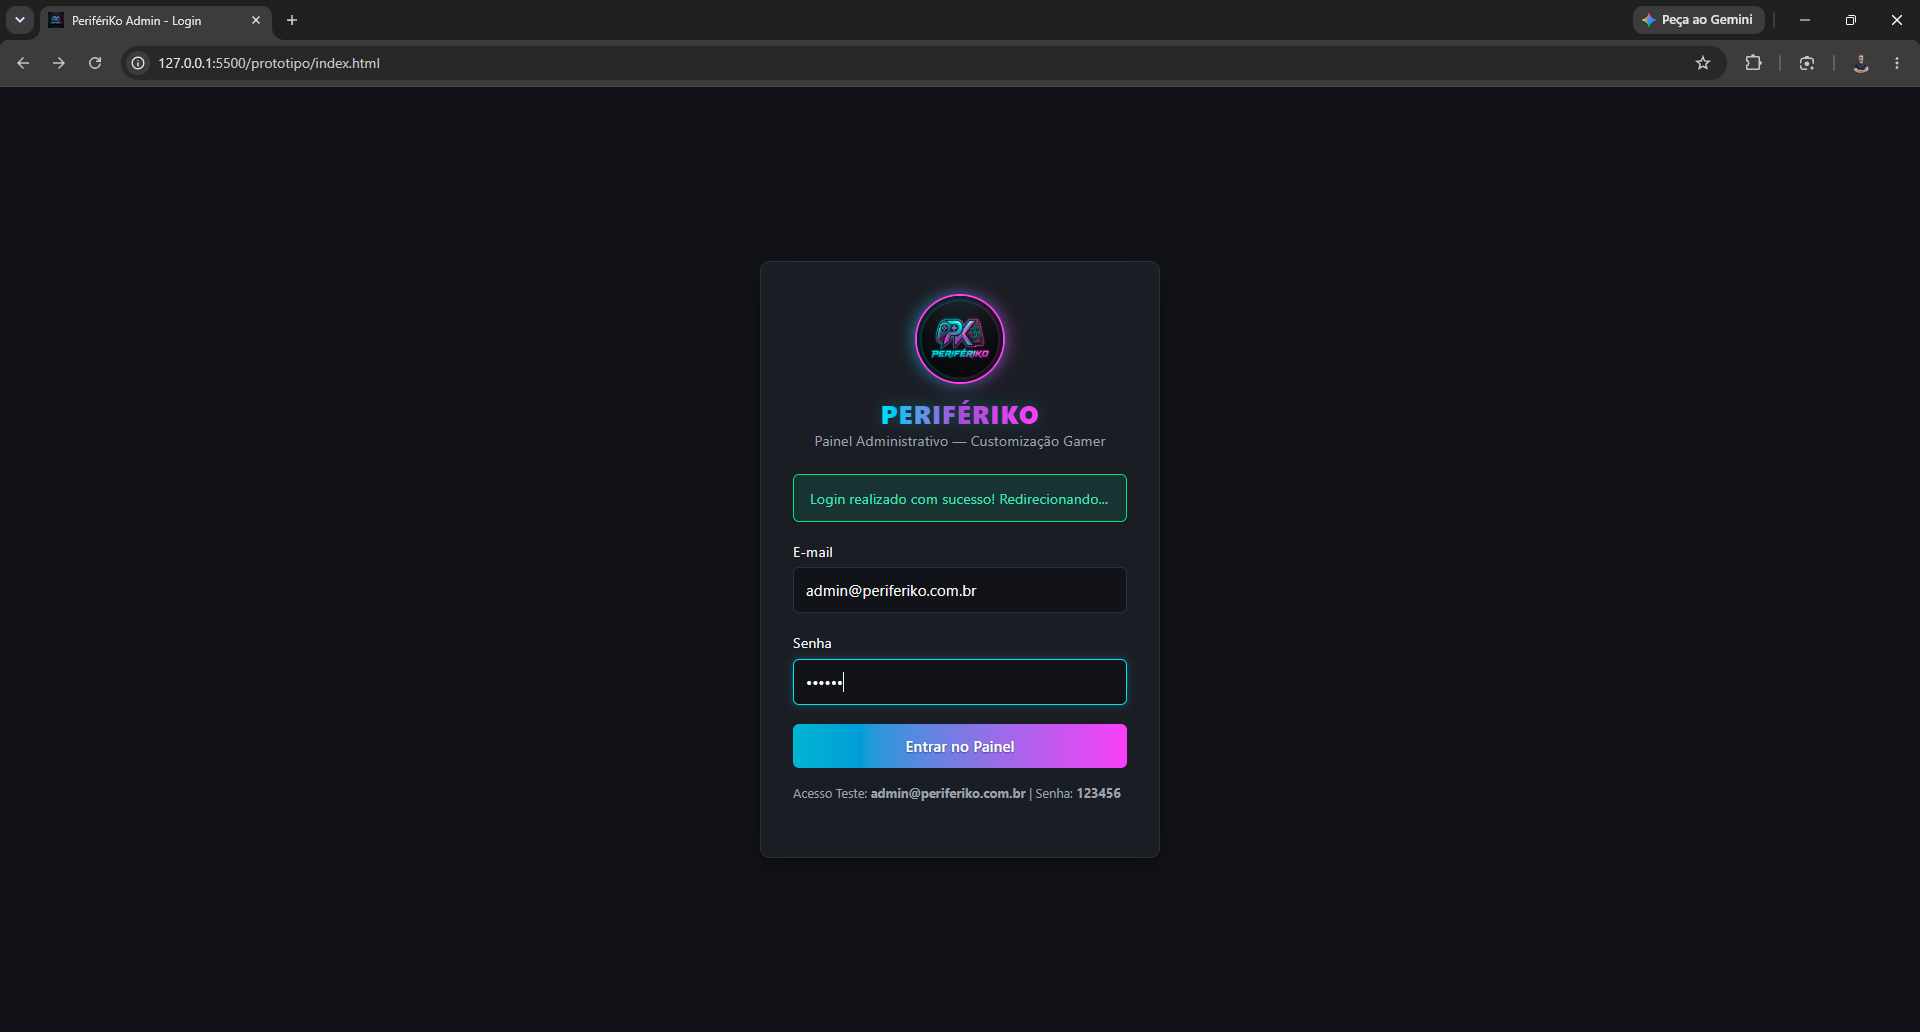 PerifériKo Admin - Login
Peça ao Gemini
127.0.0.1:5500/prototipo/index.html
PK
PERIFÉRIKO
PERIFÉRIKO
Painel Administrativo — Customização Gamer
Login realizado com sucesso! Redirecionando...
E-mail
admin@periferiko.com.br
Senha
••••••
Entrar no Painel
Acesso Teste: admin@periferiko.com.br | Senha: 123456